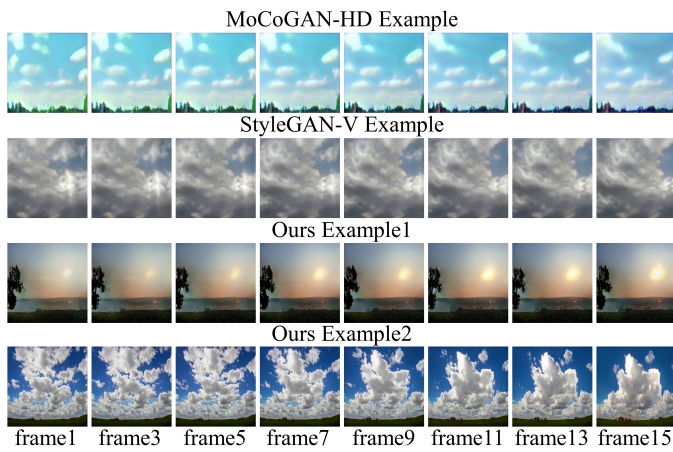 MoCoGAN-HD Example
StyleGAN-V Example
Ours Example1
Ours Example2
frame1 frame3 frame5 frame7 frame9 frame11 frame13 frame15